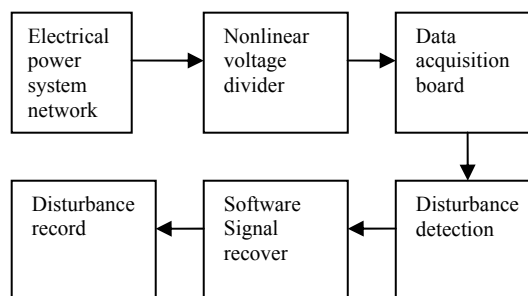 Electrical
power
system
network
Nonlinear
voltage
divider
Data
acquisition
board
Disturbance
detection
Software
Signal
recover
Disturbance
record